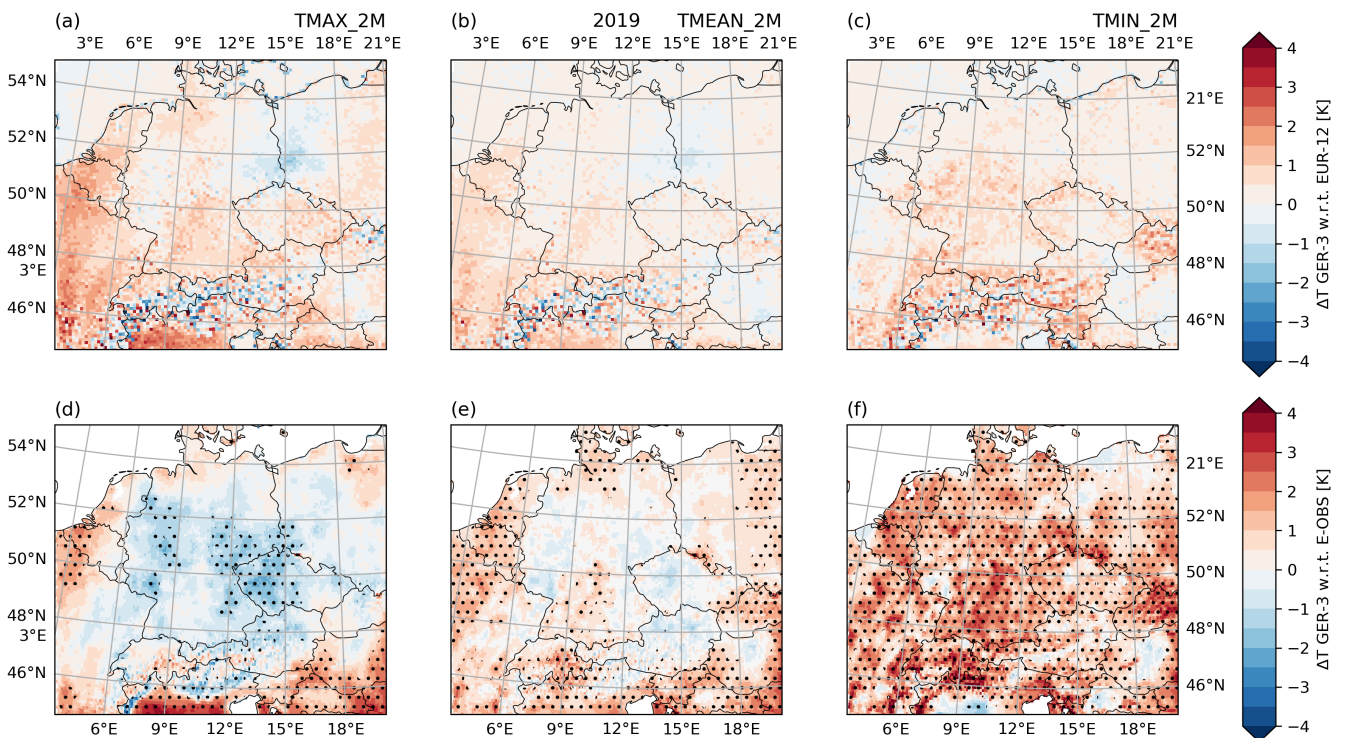 (a) TMAX_2M
(b) 2019 TMEAN_2M
(c) TMIN_2M
3°E 6°E 9°E 12°E 15°E 18°E 21°E
3°E 6°E 9°E 12°E 15°E 18°E 21°E
3°E 6°E 9°E 12°E 15°E 18°E 21°E
54°N
52°N
50°N
48°N
3°E
46°N
21°E
52°N
50°N
48°N
46°N
4
3
2
1
0
−1
−2
−3
−4
ΔT GER-3 w.r.t. EUR-12 [K]
(d)
(e)
(f)
54°N
52°N
50°N
48°N
3°E
46°N
21°E
52°N
50°N
48°N
46°N
6°E 9°E 12°E 15°E 18°E
6°E 9°E 12°E 15°E 18°E
6°E 9°E 12°E 15°E 18°E
4
3
2
1
0
−1
−2
−3
−4
ΔT GER-3 w.r.t. E-OBS [K]